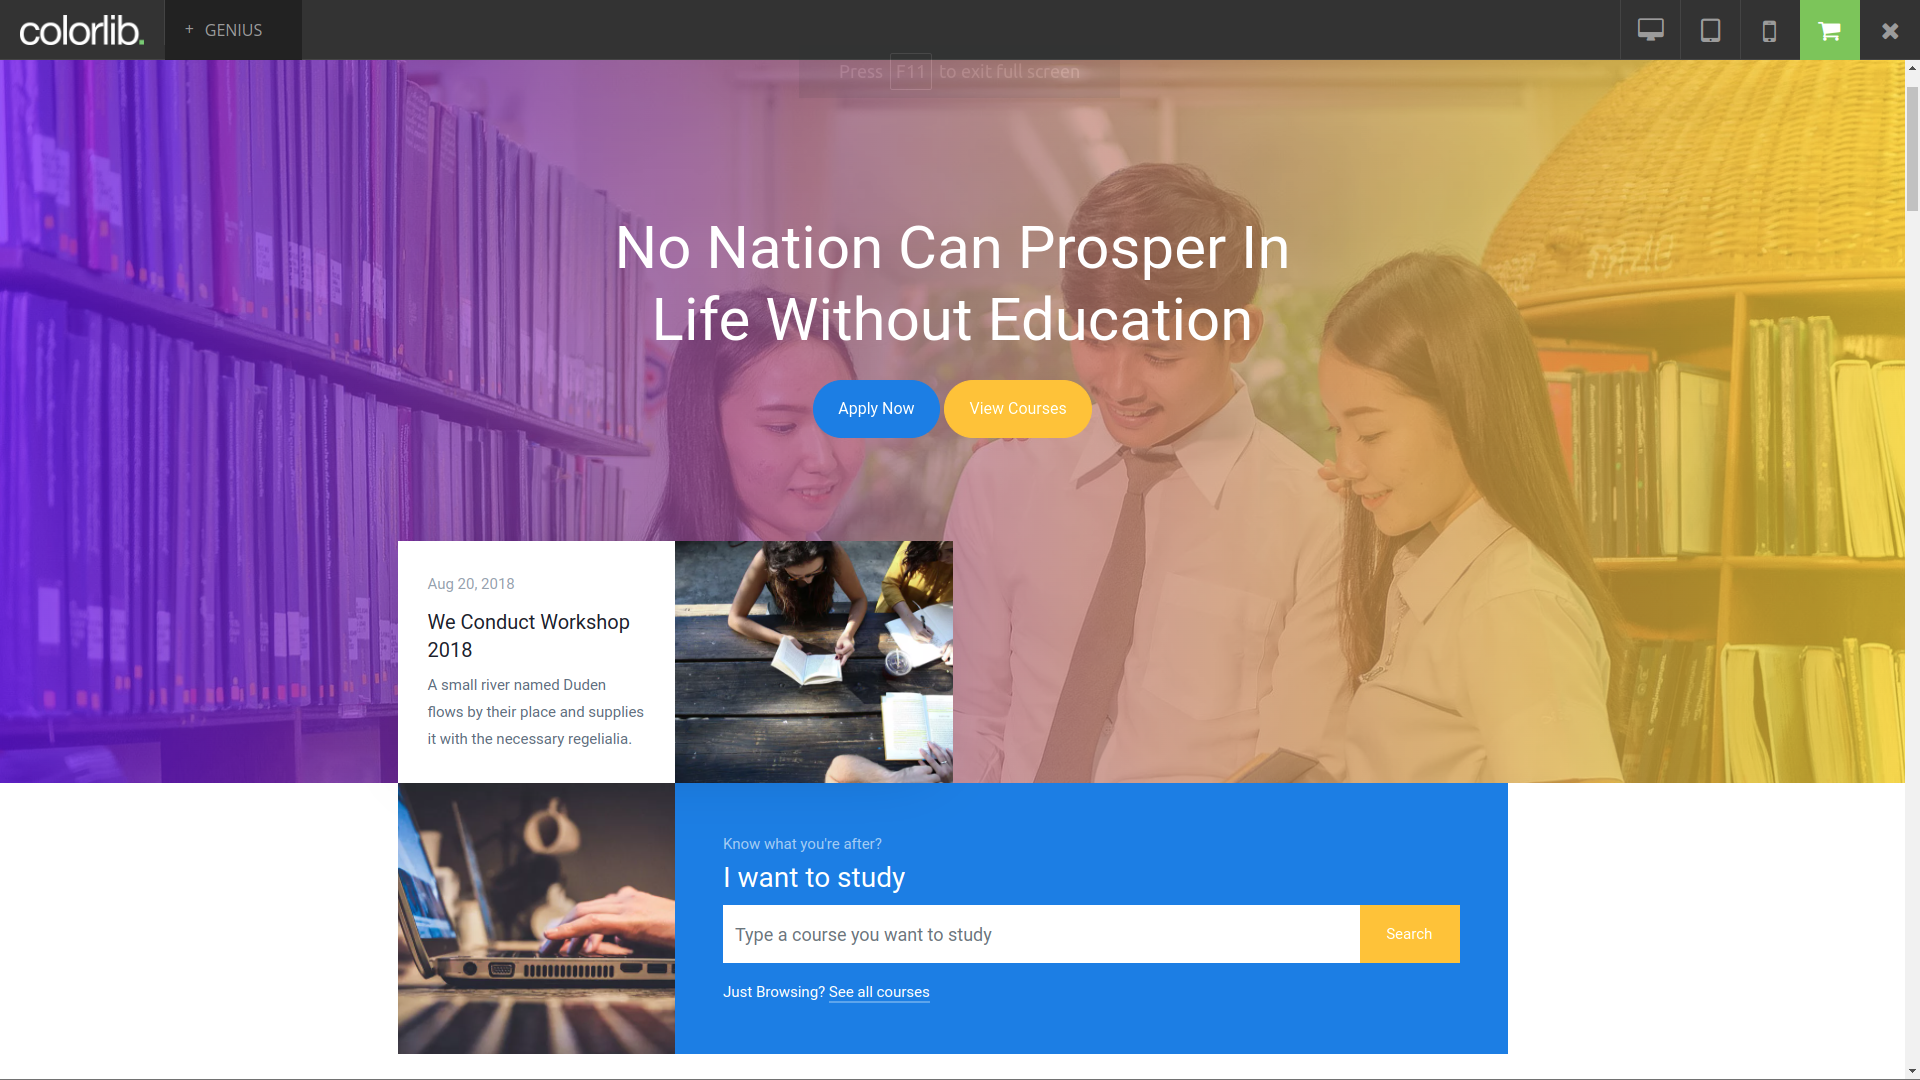 colorlib.
+ GENIUS
Press F11 to exit full screen
No Nation Can Prosper In
Life Without Education
Apply Now
View Courses
Aug 20, 2018
We Conduct Workshop
2018
A small river named Duden
flows by their place and supplies
it with the necessary regelialia.
Know what you're after?
I want to study
Type a course you want to study
Search
Just Browsing? See all courses